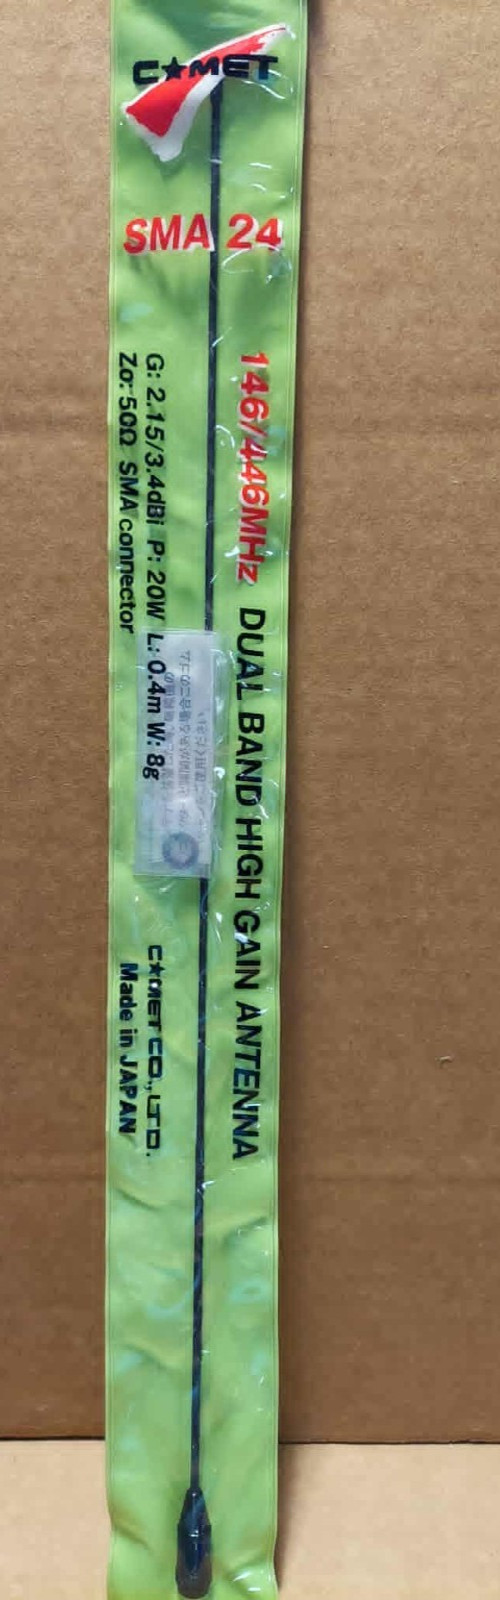 C★MET
SMA 24
146/446MHz DUAL BAND HIGH GAIN ANTENNA
G: 2.15/3.4dBi P: 20W L: 0.4m W: 8g
Zo: 50Ω SMA connector
C★MET CO., LTD.
Made in JAPAN